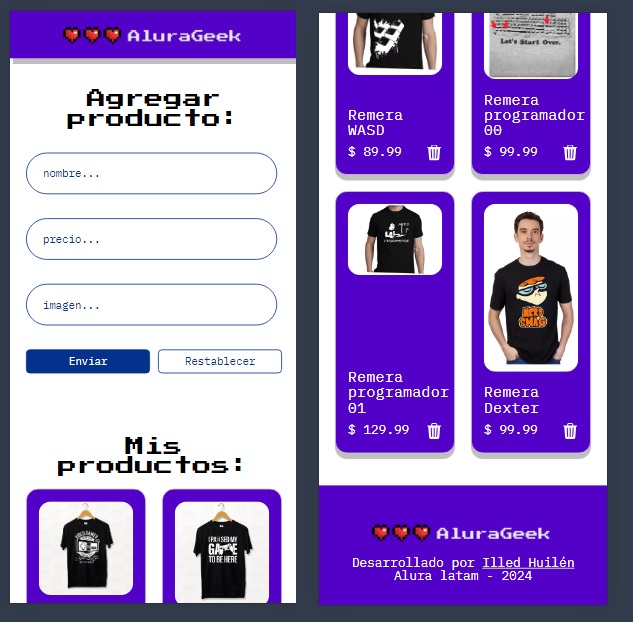 AluraGeek
Agregar
producto:
nombre...
precio...
imagen...
Enviar
Restablecer
Mis
productos:
I PAUSED MY
GAME
TO BE HERE
Let's Start Over.
Remera
WASD
$ 89.99
Remera
programador
00
$ 99.99
Remera
programador
01
$ 129.99
Remera
Dexter
$ 99.99
AluraGeek
Desarrollado por Illed Huilén
Alura latam - 2024